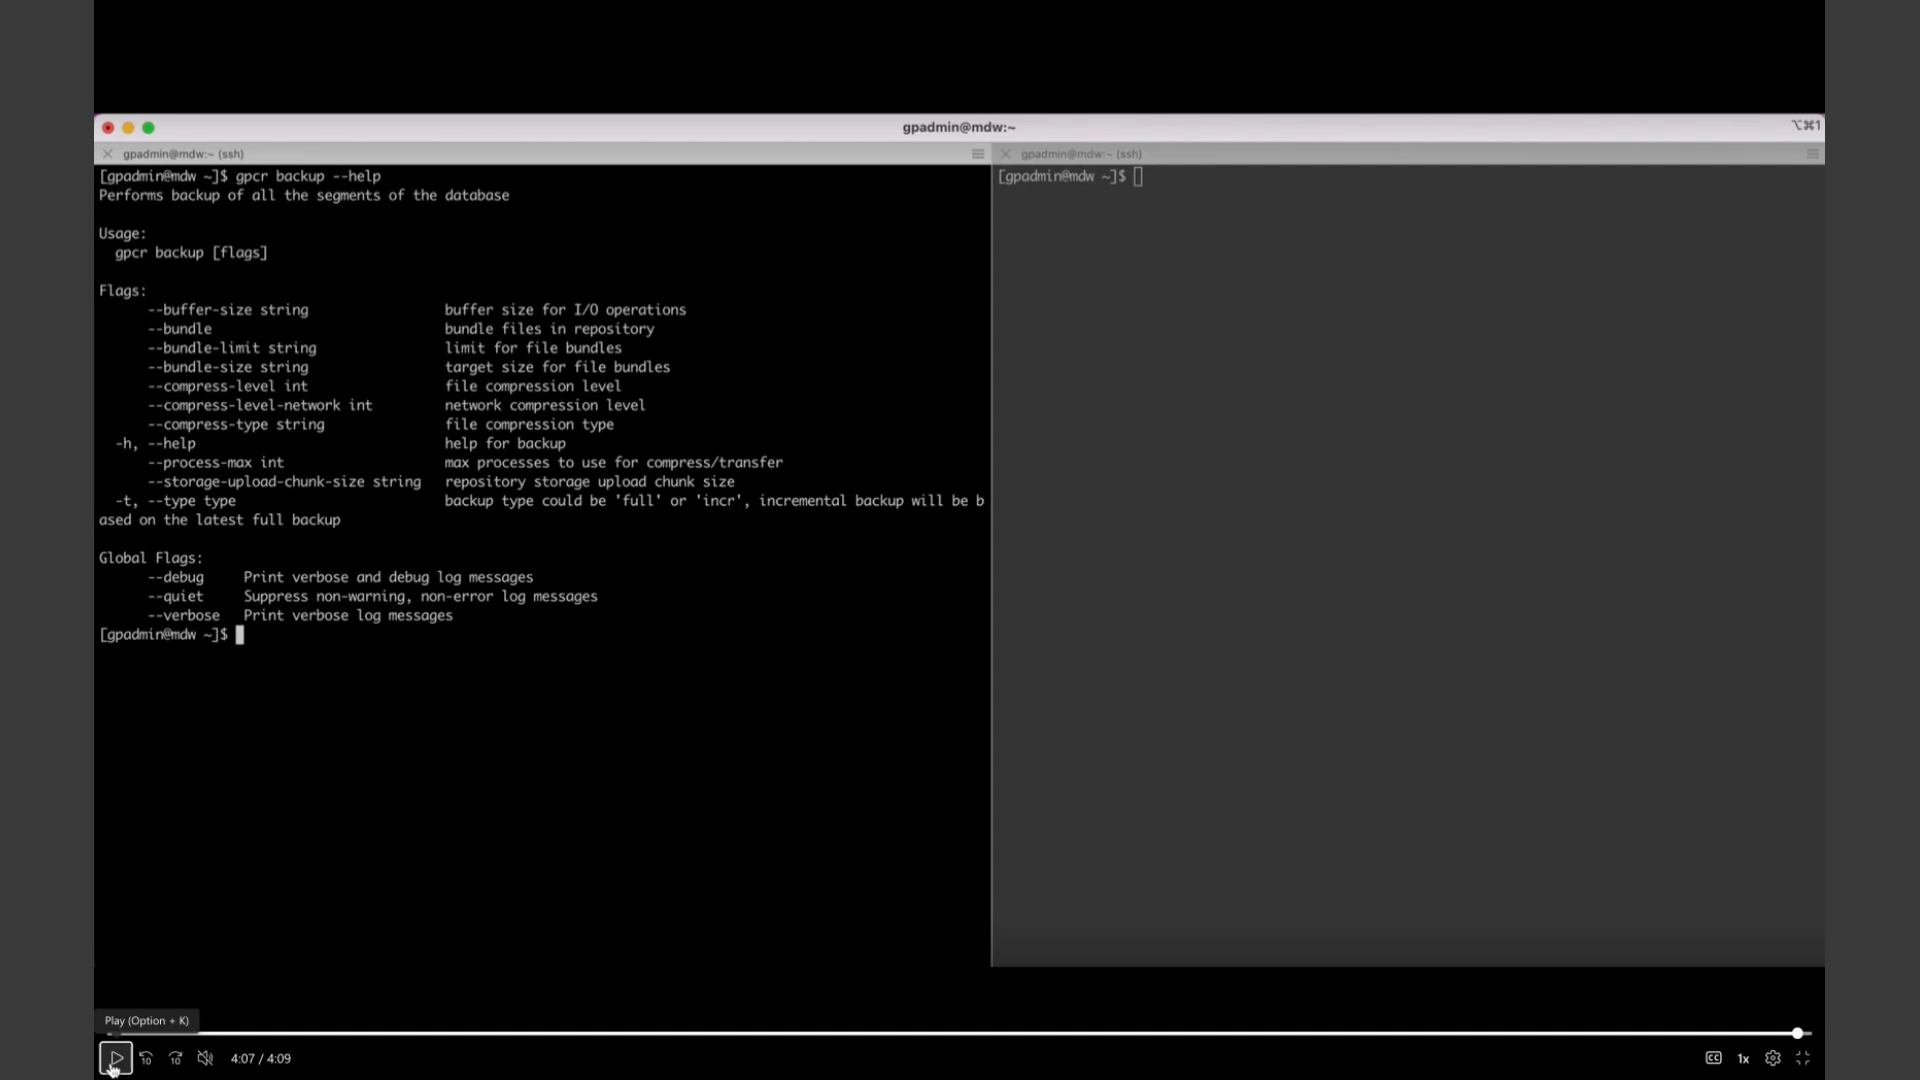 gpadmin@mdw:~
⌥⌘1
gpadmin@mdw:~ (ssh)
gpadmin@mdw:~ (ssh)
[gpadmin@mdw ~]$ gpcr backup --help
Performs backup of all the segments of the database
Usage:
gpcr backup [flags]
Flags:
--buffer-size string buffer size for I/O operations
--bundle bundle files in repository
--bundle-limit string limit for file bundles
--bundle-size string target size for file bundles
--compress-level int file compression level
--compress-level-network int network compression level
--compress-type string file compression type
-h, --help help for backup
--process-max int max processes to use for compress/transfer
--storage-upload-chunk-size string repository storage upload chunk size
-t, --type type backup type could be 'full' or 'incr', incremental backup will be b
ased on the latest full backup
Global Flags:
--debug Print verbose and debug log messages
--quiet Suppress non-warning, non-error log messages
--verbose Print verbose log messages
[gpadmin@mdw ~]$
[gpadmin@mdw ~]$
Play (Option + K)
10
10
4:07 / 4:09
CC
1x